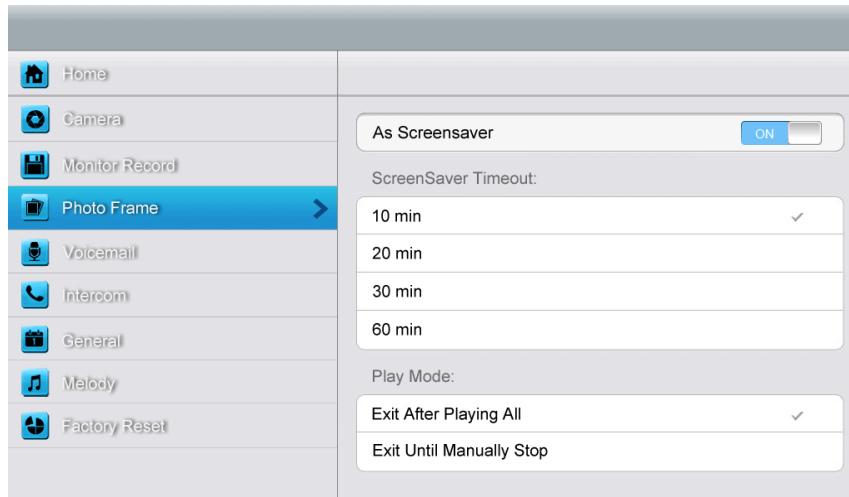 Home
Camera
Monitor Record
Photo Frame
Voicemail
Intercom
General
Melody
Factory Reset
As Screensaver
ON
ScreenSaver Timeout:
10 min
20 min
30 min
60 min
Play Mode:
Exit After Playing All
Exit Until Manually Stop